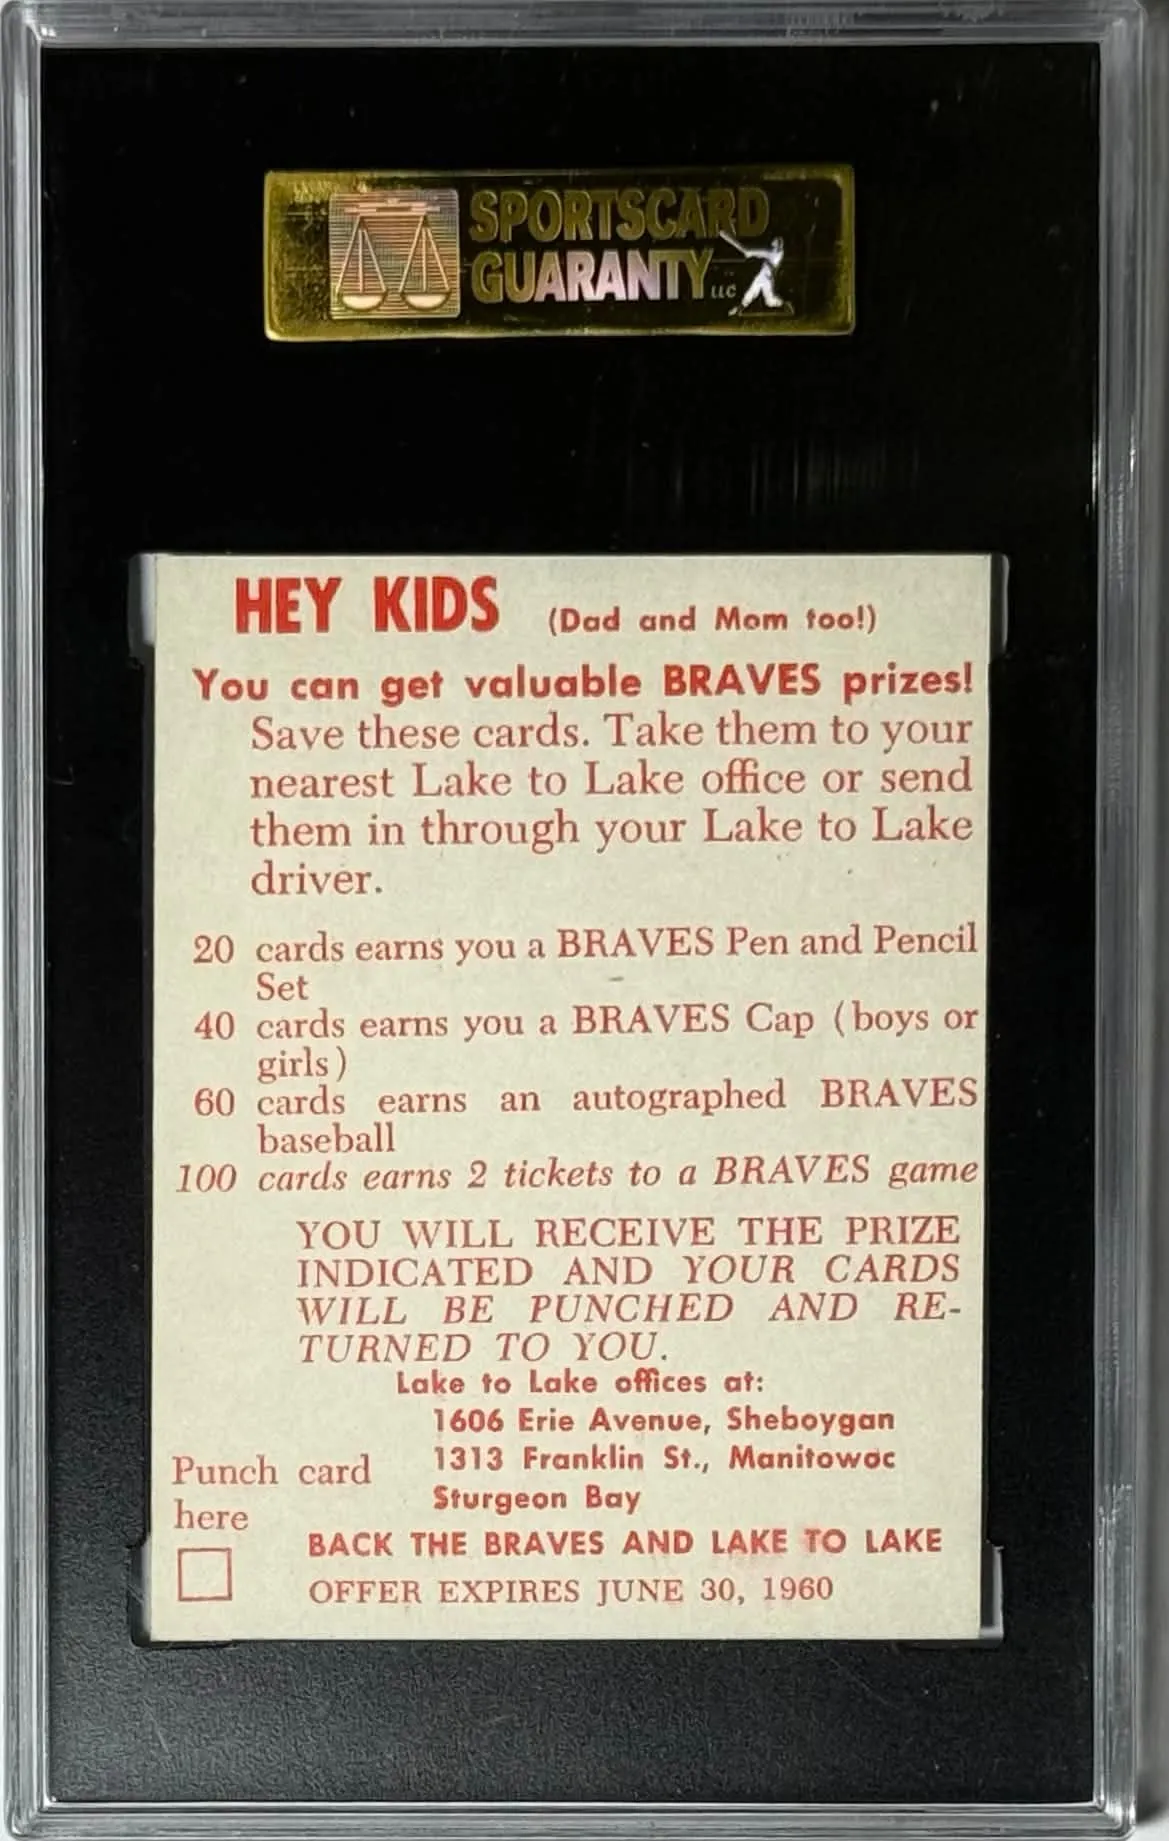 SPORTSCARD
GUARANTY LLC
HEY KIDS (Dad and Mom too!)
You can get valuable BRAVES prizes!
Save these cards. Take them to your
nearest Lake to Lake office or send
them in through your Lake to Lake
driver.
20 cards earns you a BRAVES Pen and Pencil
Set
40 cards earns you a BRAVES Cap (boys or
girls)
60 cards earns an autographed BRAVES
baseball
100 cards earns 2 tickets to a BRAVES game
YOU WILL RECEIVE THE PRIZE
INDICATED AND YOUR CARDS
WILL BE PUNCHED AND RE-
TURNED TO YOU.
Lake to Lake offices at:
1606 Erie Avenue, Sheboygan
1313 Franklin St., Manitowoc
Sturgeon Bay
Punch card
here
BACK THE BRAVES AND LAKE TO LAKE
OFFER EXPIRES JUNE 30, 1960